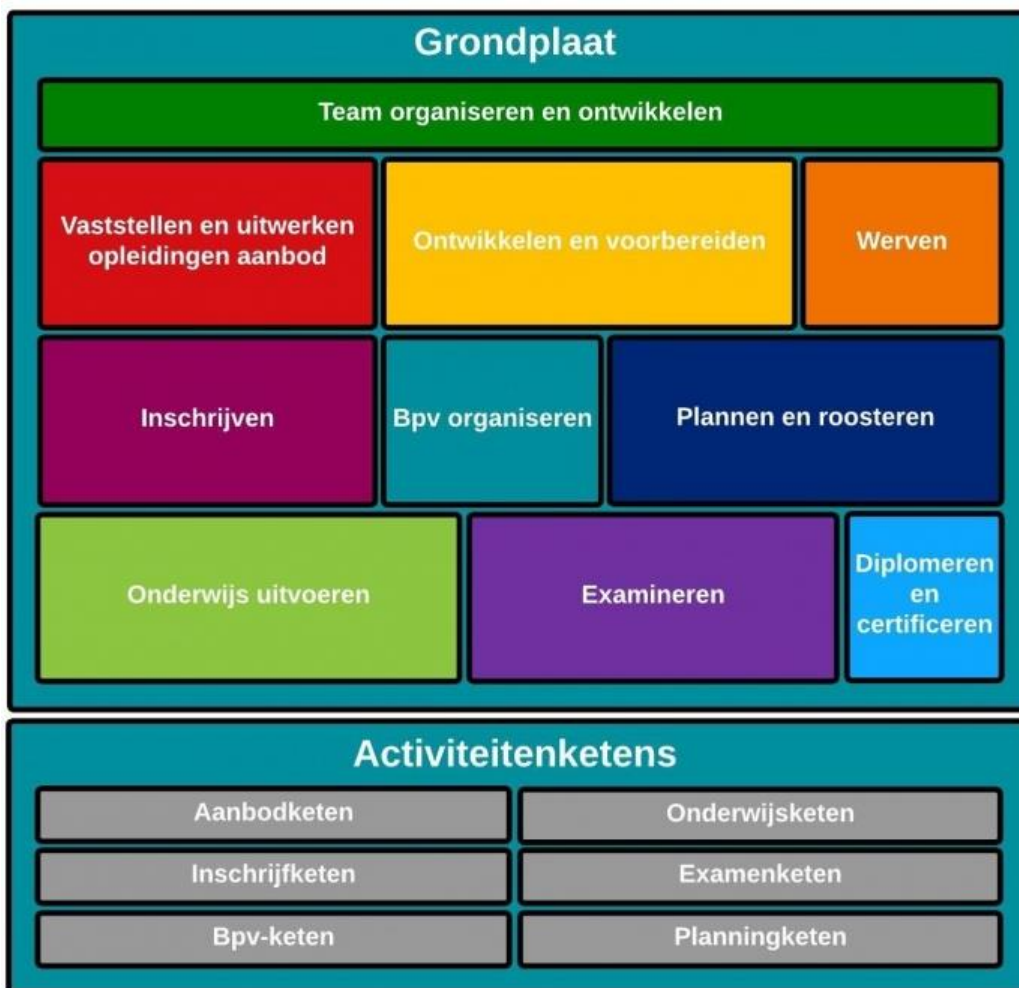 Grondplaat
Team organiseren en ontwikkelen
Vaststellen en uitwerken
opleidingen aanbod
Ontwikkelen en voorbereiden
Werven
Inschrijven
Bpv organiseren
Plannen en roosteren
Onderwijs uitvoeren
Examineren
Diplomeren
en
certificeren
Activiteitenketens
Aanbodketen
Onderwijsketen
Inschrijfketen
Examenketen
Bpv-keten
Planningketen